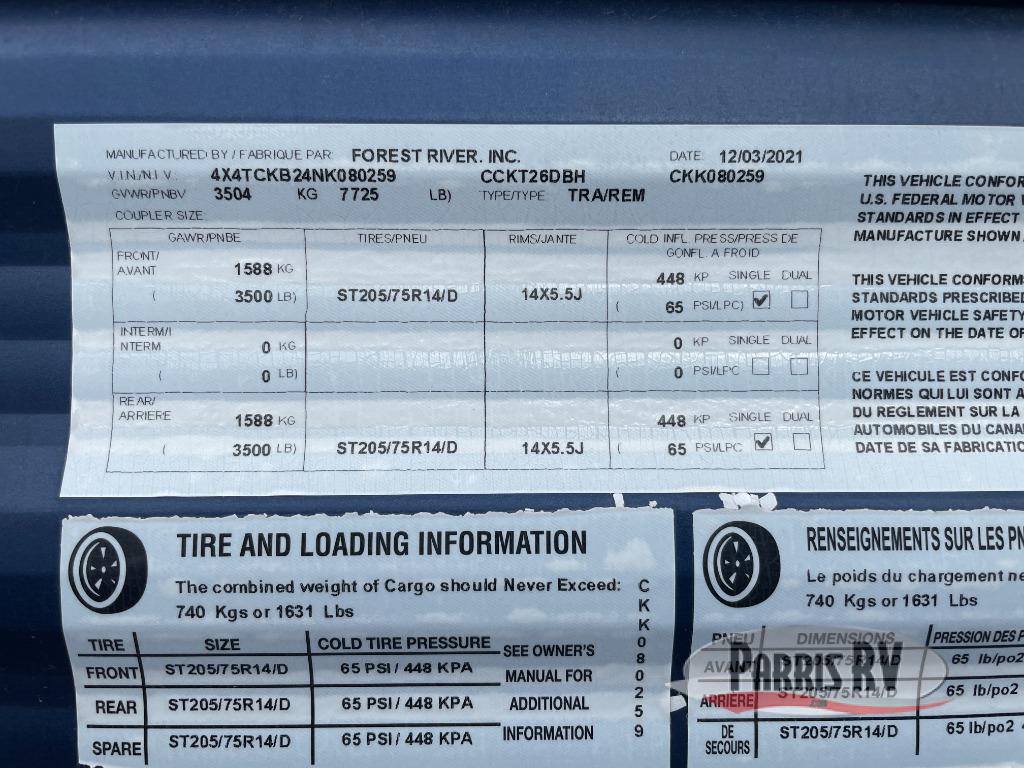 MANUFACTURED BY / FABRIQUE PAR: FOREST RIVER. INC. DATE: 12/03/2021
V.I.N./N.I.V.: 4X4TCKB24NK080259 CCKT26DBH CKK080259
GVWR/PNBV 3504 KG 7725 LB) TYPE/TYPE TRA/REM
COUPLER SIZE:
GAWR/PNBE TIRES/PNEU RIMS/JANTE COLD INFL. PRESS/PRESS DE
GONFL. A FROID
FRONT/
AVANT 1588 KG 448 KP SINGLE DUAL
( 3500 LB) ST205/75R14/D 14X5.5J ( 65 PSI/LPC)
INTERM/I
NTERM 0 KG 0 KP SINGLE DUAL
( 0 LB) ( 0 PSI/LPC
REAR/
ARRIERE 1588 KG 448 KP SINGLE DUAL
( 3500 LB) ST205/75R14/D 14X5.5J ( 65 PSI/LPC
THIS VEHICLE CONFOR
U.S. FEDERAL MOTOR V
STANDARDS IN EFFECT
MANUFACTURE SHOWN
THIS VEHICLE CONFORM
STANDARDS PRESCRIBED
MOTOR VEHICLE SAFETY
EFFECT ON THE DATE OF
CE VEHICULE EST CONFO
NORMES QUI LUI SONT A
DU REGLEMENT SUR LA
AUTOMOBILES DU CANA
DATE DE SA FABRICATIO
TIRE AND LOADING INFORMATION
The combined weight of Cargo should Never Exceed:
740 Kgs or 1631 Lbs
TIRE SIZE COLD TIRE PRESSURE
FRONT ST205/75R14/D 65 PSI / 448 KPA
REAR ST205/75R14/D 65 PSI / 448 KPA
SPARE ST205/75R14/D 65 PSI / 448 KPA
SEE OWNER'S
MANUAL FOR
ADDITIONAL
INFORMATION
CKK080259
RENSEIGNEMENTS SUR LES PN
Le poids du chargement ne
740 Kgs or 1631 Lbs
PNEU DIMENSIONS PRESSION DES P
AVANT ST205/75R14/D 65 lb/po2
ARRIERE ST205/75R14/D 65 lb/po2
DE
SECOURS ST205/75R14/D 65 lb/po2
PARRIS RV
.com